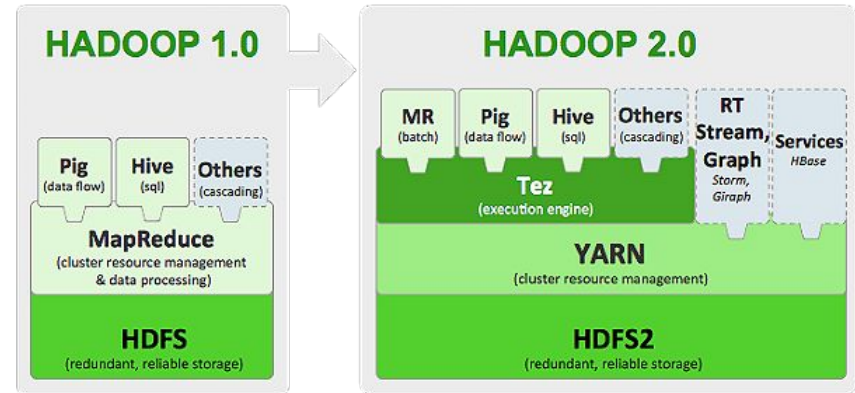 HADOOP 1.0
Pig
(data flow)
Hive
(sql)
Others
(cascading)
MapReduce
(cluster resource management
& data processing)
HDFS
(redundant, reliable storage)
HADOOP 2.0
MR
(batch)
Pig
(data flow)
Hive
(sql)
Others
(cascading)
RT
Stream,
Graph
Storm,
Giraph
Services
HBase
Tez
(execution engine)
YARN
(cluster resource management)
HDFS2
(redundant, reliable storage)